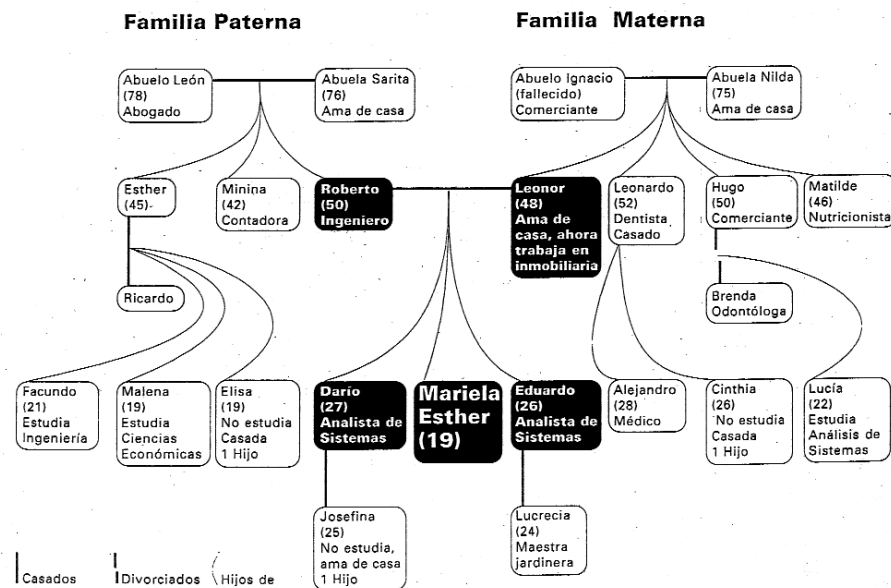 Familia Paterna
Familia Materna
Abuelo León
(78)
Abogado
Abuela Sarita
(76)
Ama de casa
Abuelo Ignacio
(fallecido)
Comerciante
Abuela Nilda
(75)
Ama de casa
Esther
(45)-
Minina
(42)
Contadora
Roberto
(50)
Ingeniero
Leonor
(48)
Ama de
casa, ahora
trabaja en
inmobiliaria
Leonardo
(52)
Dentista
Casado
Hugo
(50)
Comerciante
Matilde
(46)
Nutricionista
Ricardo
Brenda
Odontóloga
Facundo
(21)
Estudia
Ingeniería
Malena
(19)
Estudia
Ciencias
Económicas
Elisa
(19)
No estudia
Casada
1 Hijo
Darío
(27)
Analista de
Sistemas
Mariela
Esther
(19)
Eduardo
(26)
Analista de
Sistemas
Alejandro
(28)
Médico
Cinthia
(26)
No estudia
Casada
1 Hijo
Lucía
(22)
Estudia
Análisis de
Sistemas
Josefina
(25)
No estudia,
ama de casa
1 Hijo
Lucrecia
(24)
Maestra
jardinera
Casados
Divorciados
Hijos de